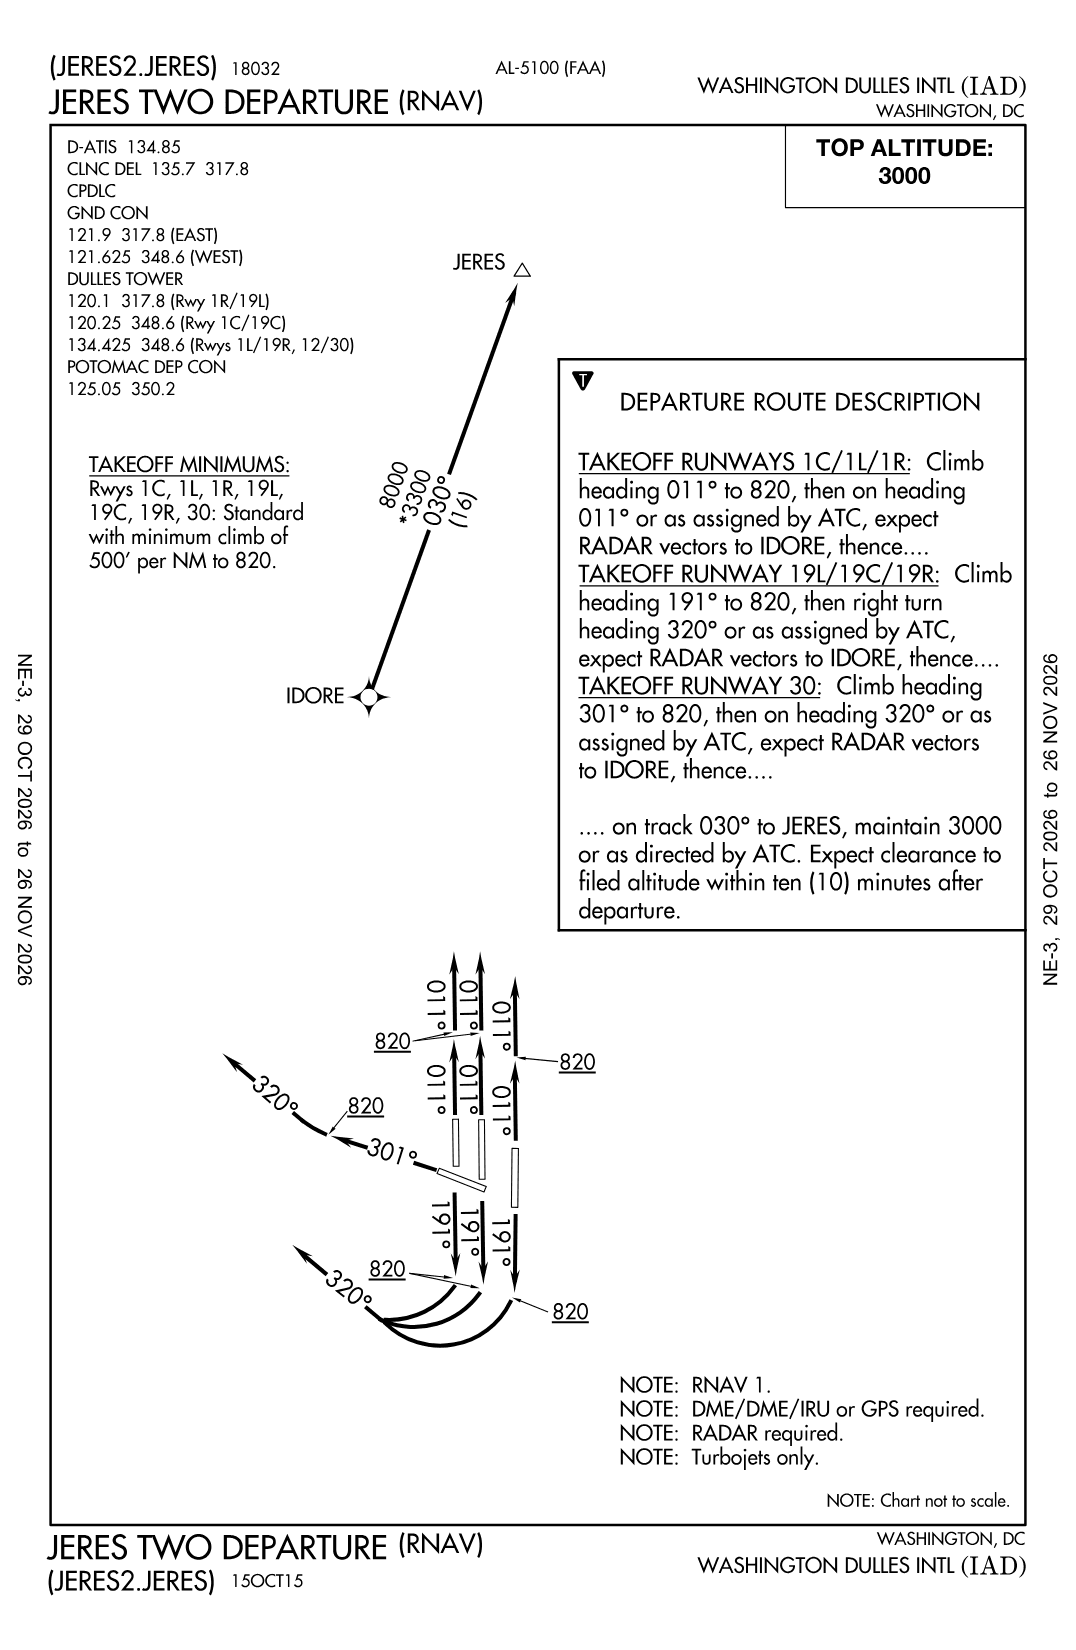 (JERES2.JERES) 18032
AL-5100 (FAA)
WASHINGTON DULLES INTL (IAD)
JERES TWO DEPARTURE (RNAV)
WASHINGTON, DC
D-ATIS 134.85
CLNC DEL 135.7 317.8
CPDLC
GND CON
121.9 317.8 (EAST)
121.625 348.6 (WEST)
DULLES TOWER
120.1 317.8 (Rwy 1R/19L)
120.25 348.6 (Rwy 1C/19C)
134.425 348.6 (Rwys 1L/19R, 12/30)
POTOMAC DEP CON
125.05 350.2
TOP ALTITUDE:
3000
JERES
TAKEOFF MINIMUMS:
Rwys 1C, 1L, 1R, 19L,
19C, 19R, 30: Standard
with minimum climb of
500' per NM to 820.
8000
*3300
030°
(16)
IDORE
T
DEPARTURE ROUTE DESCRIPTION
TAKEOFF RUNWAYS 1C/1L/1R: Climb
heading 011° to 820, then on heading
011° or as assigned by ATC, expect
RADAR vectors to IDORE, thence....
TAKEOFF RUNWAY 19L/19C/19R: Climb
heading 191° to 820, then right turn
heading 320° or as assigned by ATC,
expect RADAR vectors to IDORE, thence....
TAKEOFF RUNWAY 30: Climb heading
301° to 820, then on heading 320° or as
assigned by ATC, expect RADAR vectors
to IDORE, thence....
.... on track 030° to JERES, maintain 3000
or as directed by ATC. Expect clearance to
filed altitude within ten (10) minutes after
departure.
NE-3, 29 OCT 2026 to 26 NOV 2026
NE-3, 29 OCT 2026 to 26 NOV 2026
011°
011°
011°
820
820
011°
011°
011°
320°
820
301°
191°
191°
191°
820
320°
820
NOTE: RNAV 1.
NOTE: DME/DME/IRU or GPS required.
NOTE: RADAR required.
NOTE: Turbojets only.
NOTE: Chart not to scale.
JERES TWO DEPARTURE (RNAV)
WASHINGTON, DC
(JERES2.JERES) 15OCT15
WASHINGTON DULLES INTL (IAD)